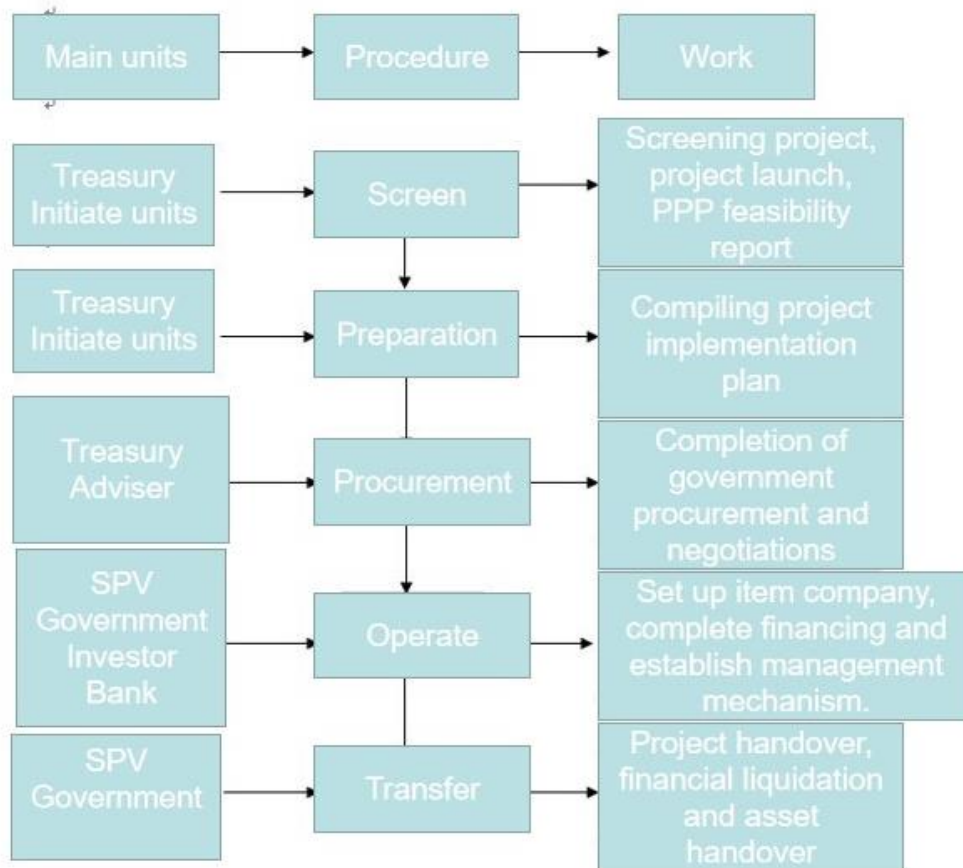 Main units
Procedure
Work
Treasury
Initiate units
Screen
Screening project,
project launch,
PPP feasibility
report
Treasury
Initiate units
Preparation
Compiling project
implementation
plan
Treasury
Adviser
Procurement
Completion of
government
procurement and
negotiations
SPV
Government
Investor
Bank
Operate
Set up item company,
complete financing and
establish management
mechanism.
SPV
Government
Transfer
Project handover,
financial liquidation
and asset
handover